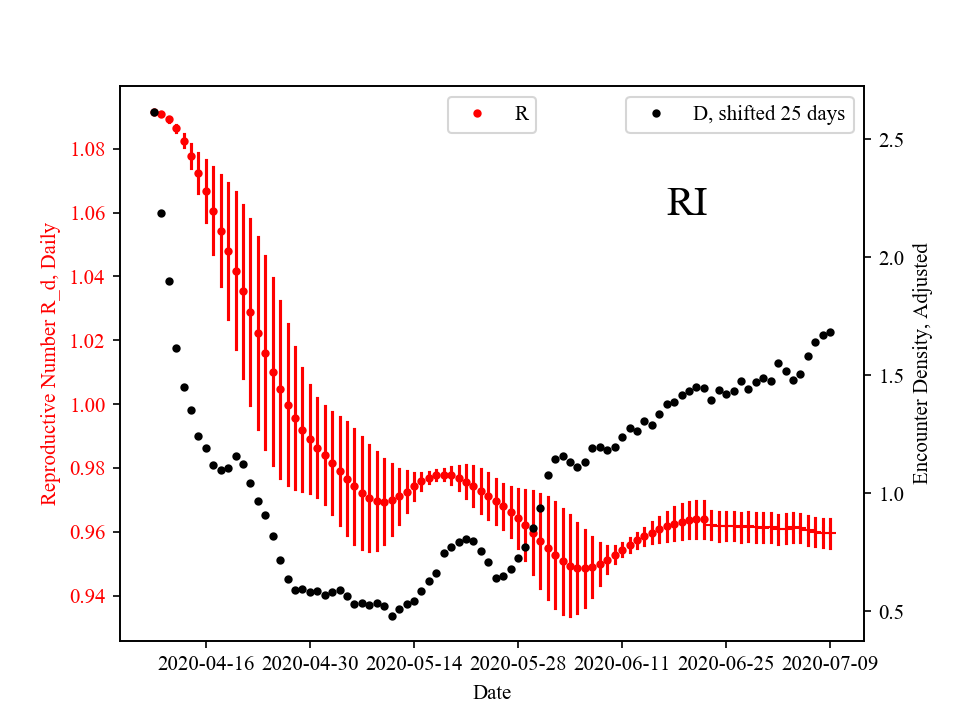 R
D, shifted 25 days
RI
Reproductive Number R_d, Daily
1.08
1.06
1.04
1.02
1.00
0.98
0.96
0.94
2.5
2.0
1.5
1.0
0.5
Encounter Density, Adjusted
2020-04-16 2020-04-30 2020-05-14 2020-05-28 2020-06-11 2020-06-25 2020-07-09
Date